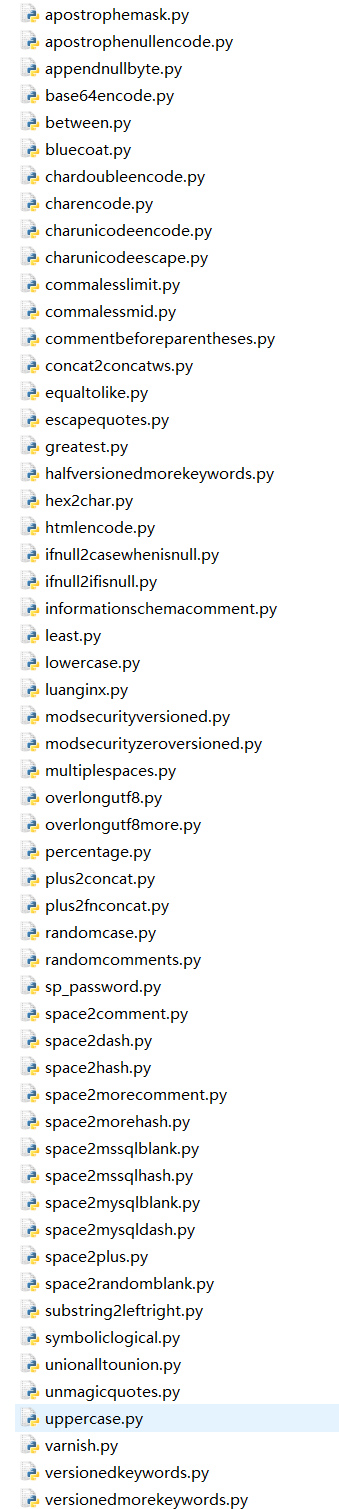 apostrophemask.py
apostrophenullencode.py
appendnullbyte.py
base64encode.py
between.py
bluecoat.py
chardoubleencode.py
charencode.py
charunicodeencode.py
charunicodeescape.py
commalesslimit.py
commalessmid.py
commentbeforeparentheses.py
concat2concatws.py
equaltolike.py
escapequotes.py
greatest.py
halfversionedmorekeywords.py
hex2char.py
htmlencode.py
ifnull2casewhenisnull.py
ifnull2ifisnull.py
informationschemacomment.py
least.py
lowercase.py
luanginx.py
modsecurityversioned.py
modsecurityzeroversioned.py
multiplespaces.py
overlongutf8.py
overlongutf8more.py
percentage.py
plus2concat.py
plus2fnconcat.py
randomcase.py
randomcomments.py
sp_password.py
space2comment.py
space2dash.py
space2hash.py
space2morecomment.py
space2morehash.py
space2mssqlblank.py
space2mssqlhash.py
space2mysqlblank.py
space2mysqldash.py
space2plus.py
space2randomblank.py
substring2leftright.py
symboliclogical.py
unionalltounion.py
unmagicquotes.py
uppercase.py
varnish.py
versionedkeywords.py
versionedmorekeywords.py